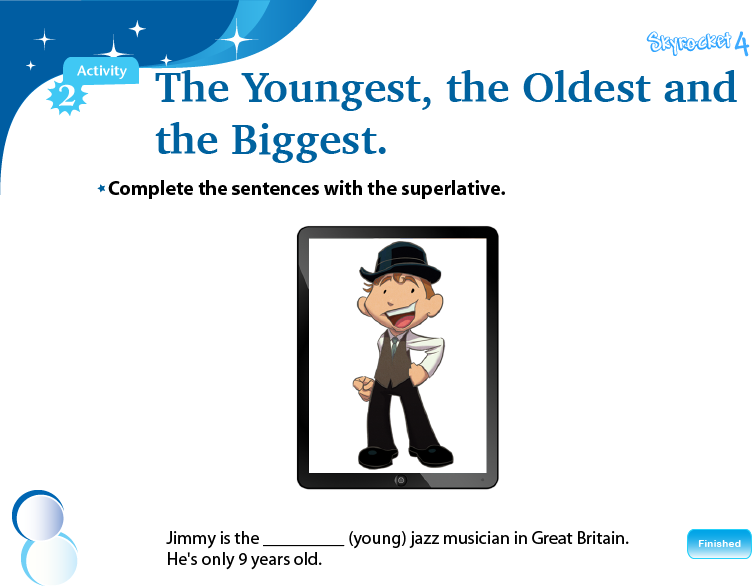 Skyrocket 4
Activity
2
The Youngest, the Oldest and
the Biggest.
Complete the sentences with the superlative.
Jimmy is the _________ (young) jazz musician in Great Britain.
He's only 9 years old.
Finished